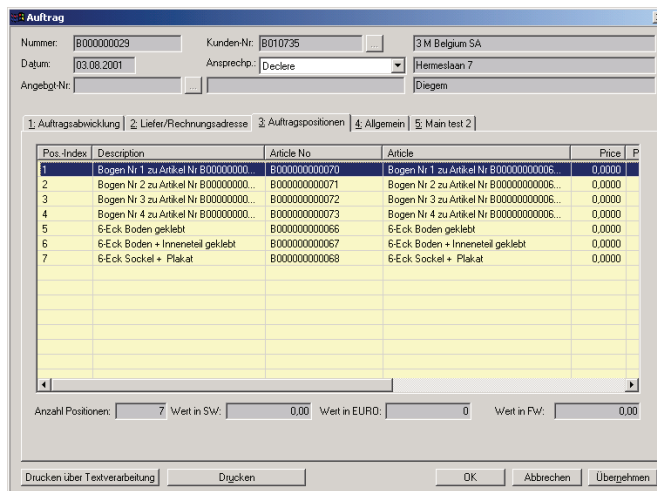 Auftrag
Nummer: B000000029 Kunden-Nr: B010735 ... 3 M Belgium SA
Datum: 03.08.2001 Ansprechp.: Declere Hermeslaan 7
Angebot-Nr: ... Diegem
1: Auftragsabwicklung 2: Liefer/Rechnungsadresse 3: Auftragspositionen 4: Allgemein 5: Main test 2
Pos.-Index Description Article No Article Price P
1 Bogen Nr 1 zu Artikel Nr B00000000... B000000000070 Bogen Nr 1 zu Artikel Nr B00000000006... 0,0000
2 Bogen Nr 2 zu Artikel Nr B00000000... B000000000071 Bogen Nr 2 zu Artikel Nr B00000000006... 0,0000
3 Bogen Nr 3 zu Artikel Nr B00000000... B000000000072 Bogen Nr 3 zu Artikel Nr B00000000006... 0,0000
4 Bogen Nr 4 zu Artikel Nr B00000000... B000000000073 Bogen Nr 4 zu Artikel Nr B00000000006... 0,0000
5 6-Eck Boden geklebt B000000000066 6-Eck Boden geklebt 0,0000
6 6-Eck Boden + Inneneteil geklebt B000000000067 6-Eck Boden + Inneneteil geklebt 0,0000
7 6-Eck Sockel + Plakat B000000000068 6-Eck Sockel + Plakat 0,0000
Anzahl Positionen: 7 Wert in SW: 0,00 Wert in EURO: 0 Wert in FW: 0,00
Drucken über Textverarbeitung Drucken OK Abbrechen Übernehmen